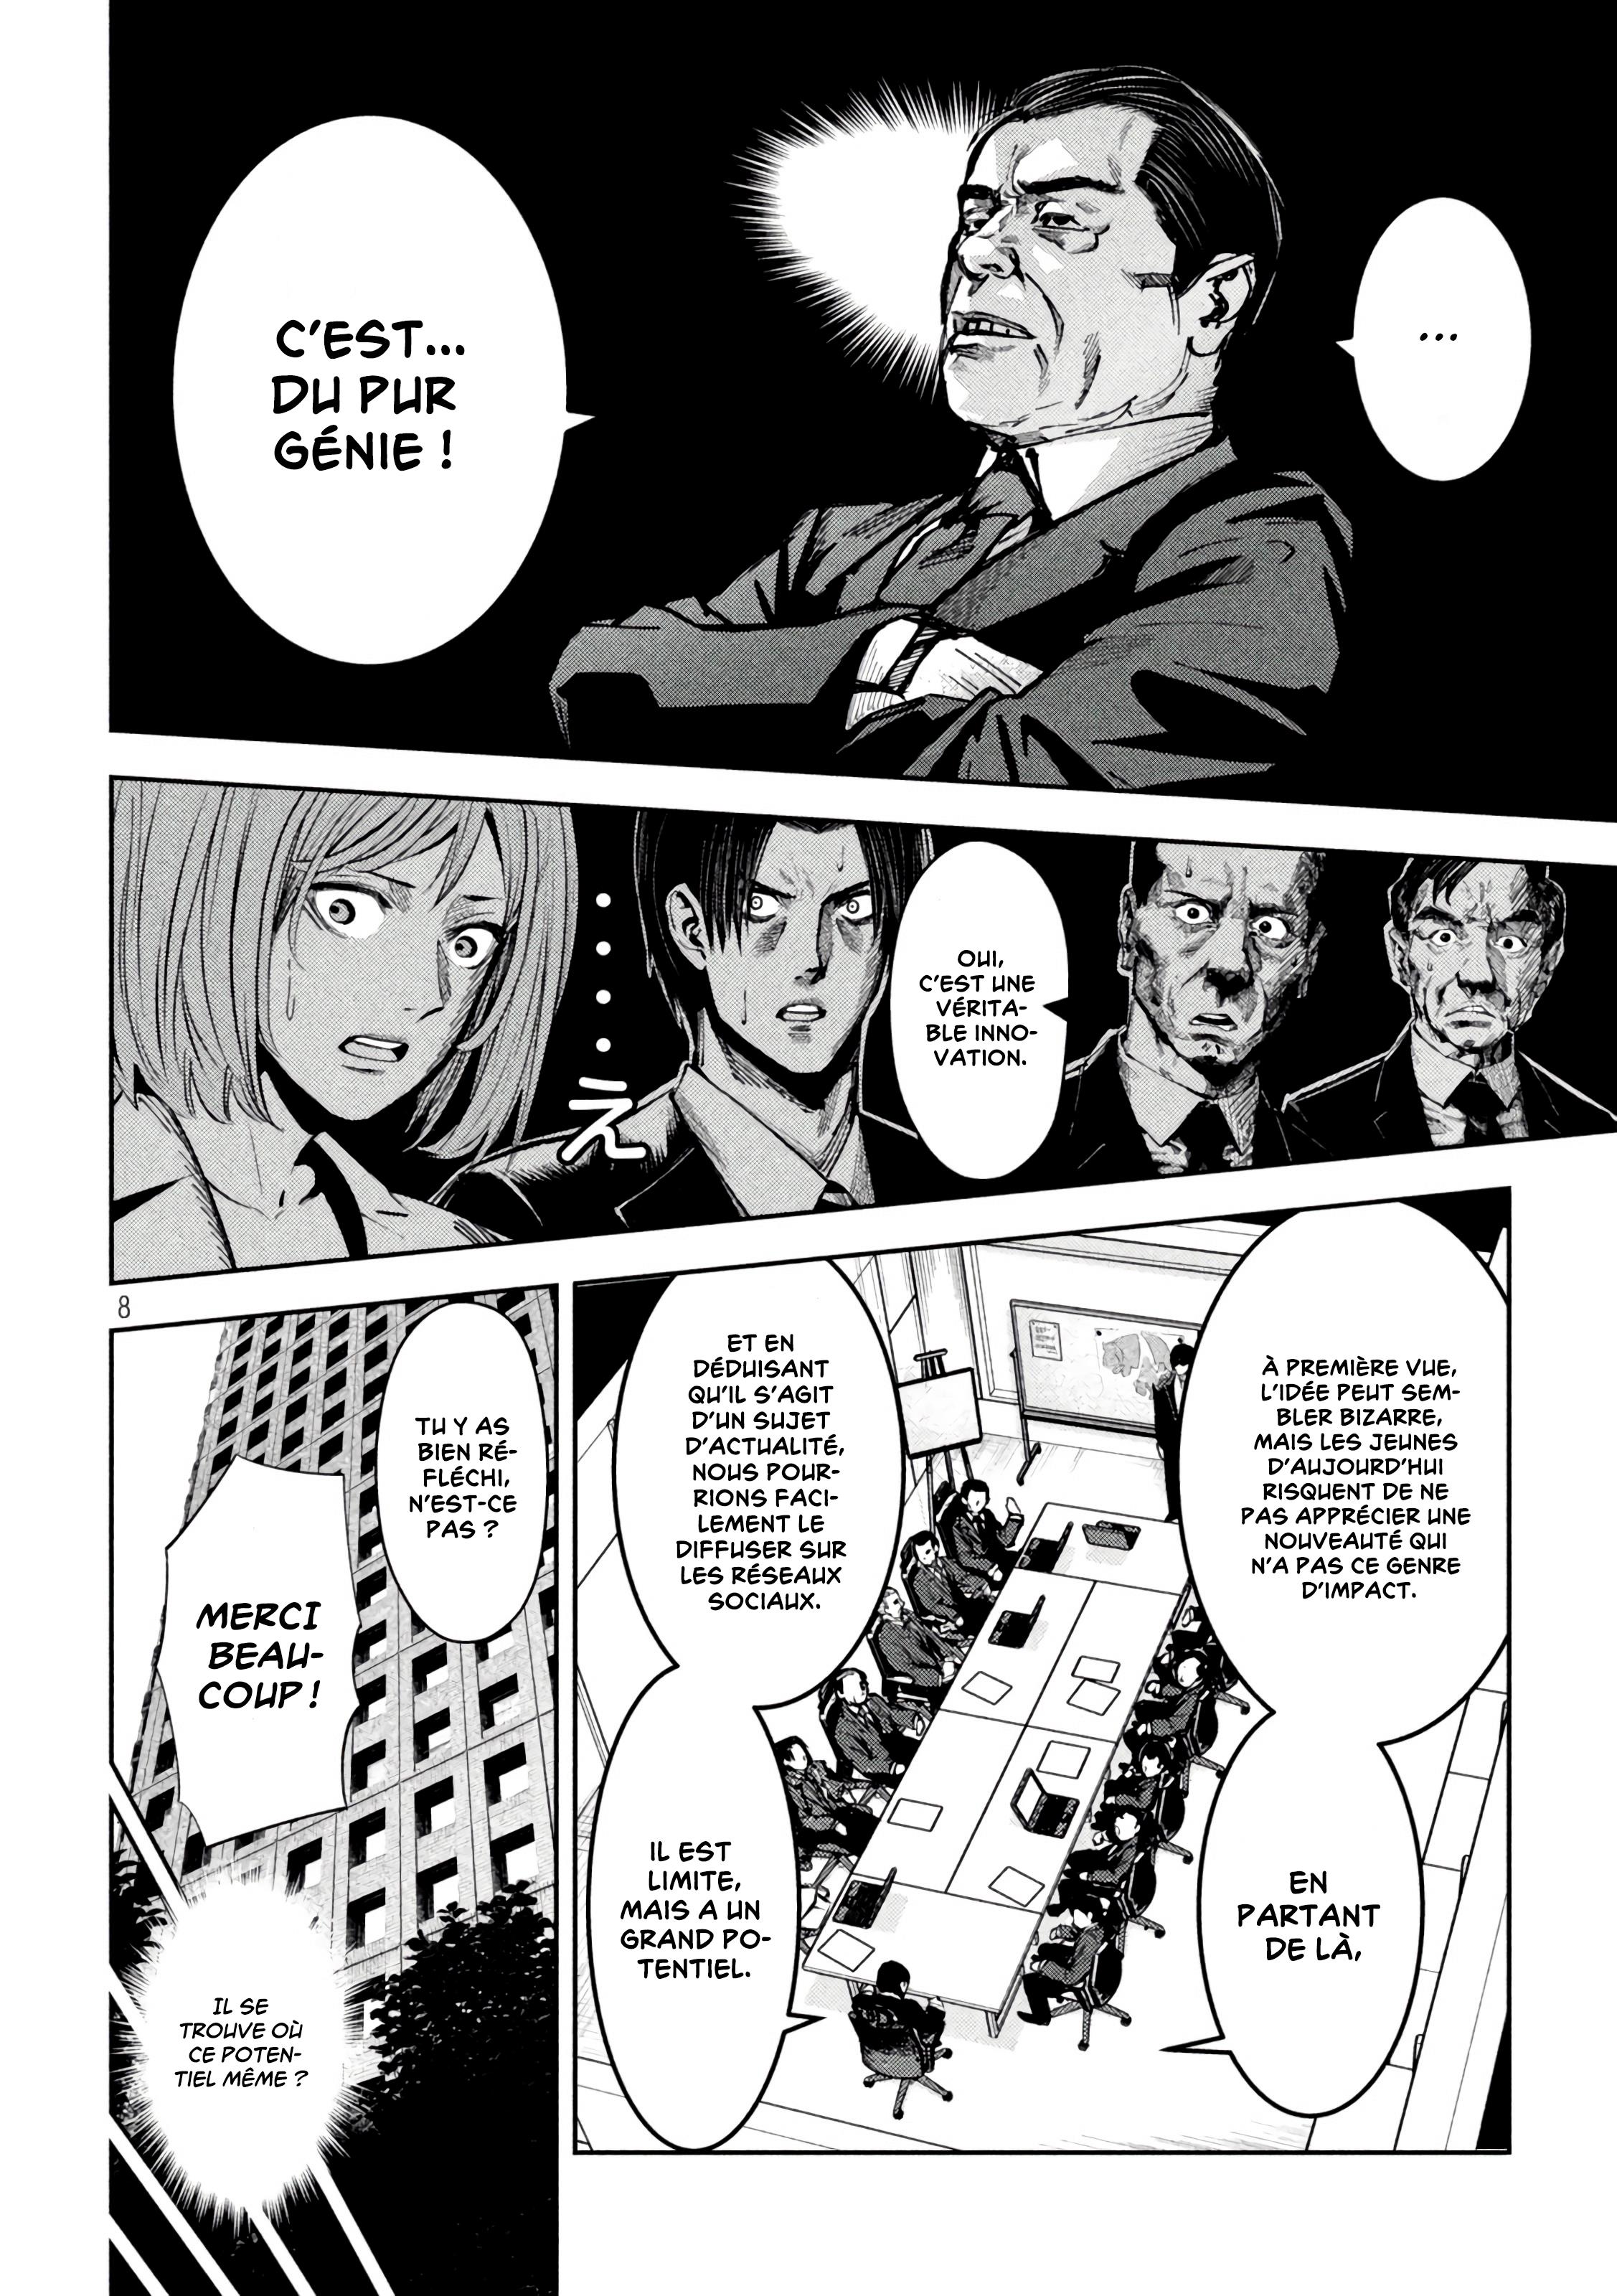 ...
C'EST...
DU PUR
GÉNIE !
OUI,
C'EST UNE
VÉRITA-
BLE INNO-
VATION.
・・・・・え
À PREMIÈRE VUE,
L'IDÉE PEUT SEM-
BLER BIZARRE,
MAIS LES JEUNES
D'AUJOURD'HUI
RISQUENT DE NE
PAS APPRÉCIER UNE
NOUVEAUTÉ QUI
N'A PAS CE GENRE
D'IMPACT.
EN
PARTANT
DE LÀ,
ET EN
DÉDUISANT
QU'IL S'AGIT
D'UN SUJET
D'ACTUALITÉ,
NOUS POUR-
RIONS FACI-
LEMENT LE
DIFFUSER SUR
LES RÉSEAUX
SOCIAUX.
IL EST
LIMITE,
MAIS A UN
GRAND PO-
TENTIEL.
8
TU Y AS
BIEN RÉ-
FLÉCHI,
N'EST-CE
PAS ?
MERCI
BEAU-
COUP !
IL SE
TROUVE OÙ
CE POTEN-
TIEL MÊME ?